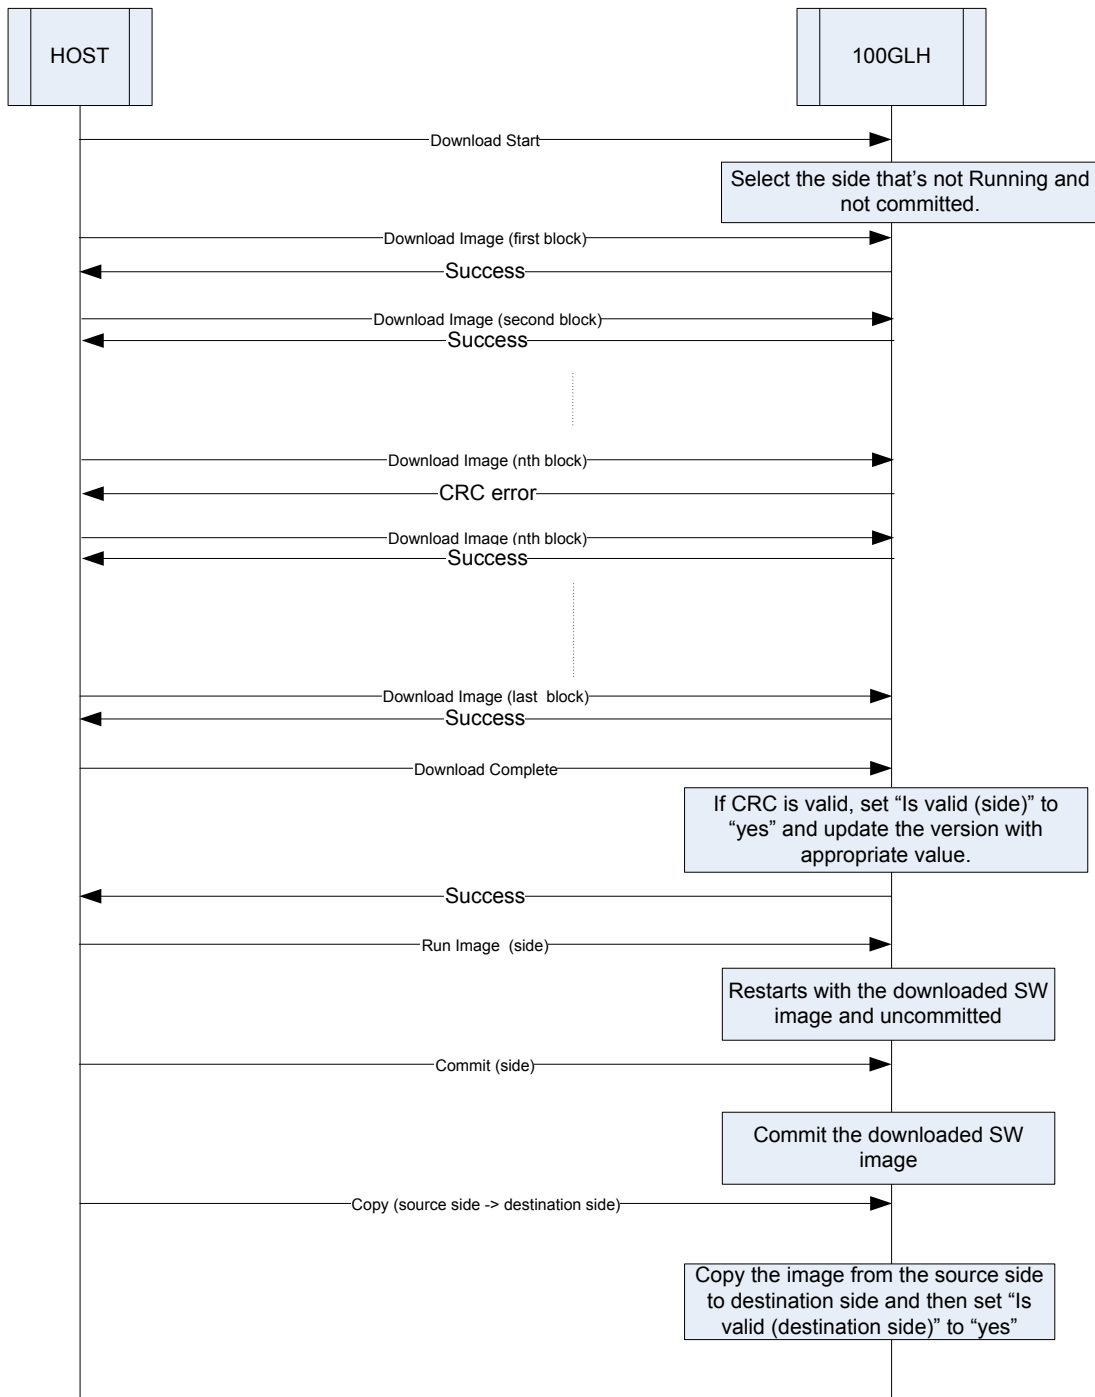 HOST
100GLH
Download Start
Select the side that’s not Running and
not committed.
Download Image (first block)
Success
Download Image (second block)
Success
Download Image (nth block)
CRC error
Download Image (nth block)
Success
Download Image (last  block)
Success
Download Complete
If CRC is valid, set “Is valid (side)” to
“yes” and update the version with
appropriate value.
Success
Run Image  (side)
Restarts with the downloaded SW
image and uncommitted
Commit (side)
Commit the downloaded SW
image
Copy (source side -> destination side)
Copy the image from the source side
to destination side and then set “Is
valid (destination side)” to “yes”